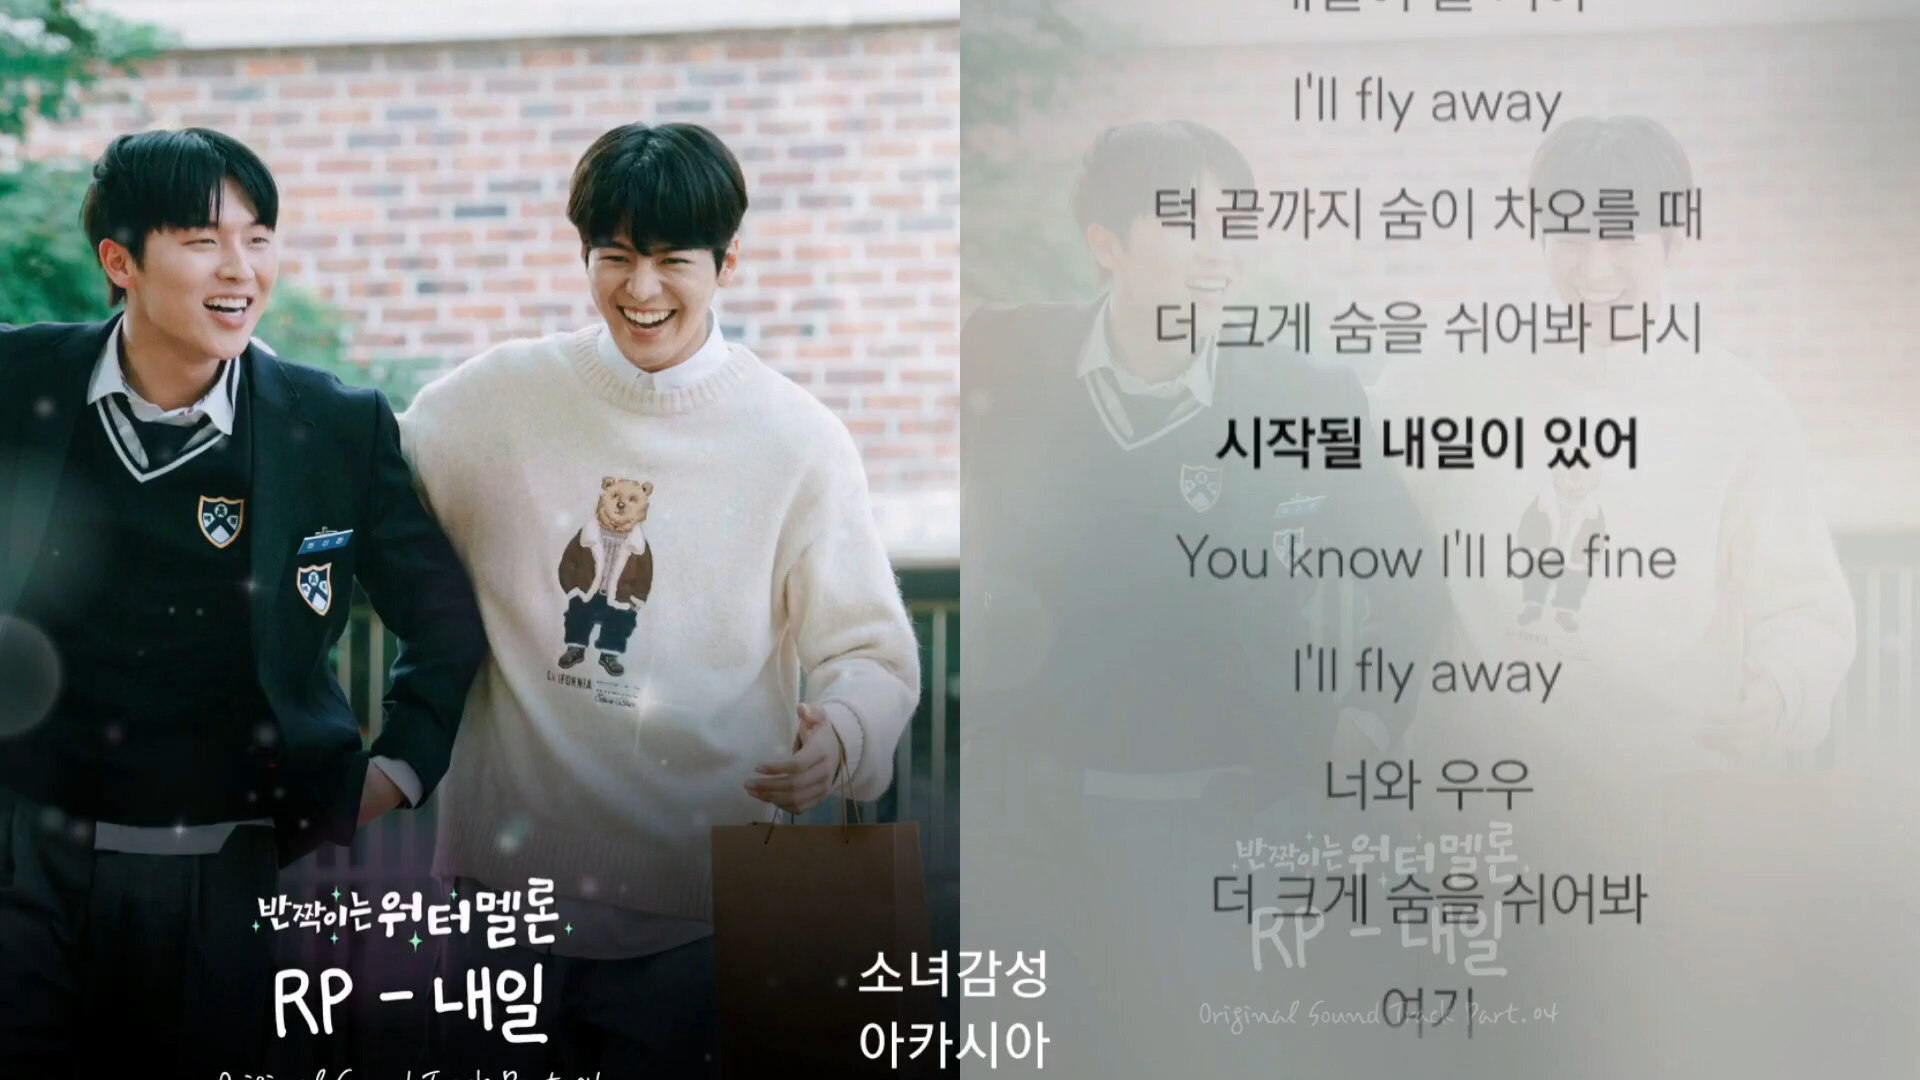 CALIFORNIA
반짝이는 워터멜론
RP - 내일
소녀감성
아카시아
I'll fly away
턱 끝까지 숨이 차오를 때
더 크게 숨을 쉬어봐 다시
시작될 내일이 있어
You know I'll be fine
I'll fly away
너와 우우
반짝이는 워터멜론
더 크게 숨을 쉬어봐
RP - 내일
여기
Original Sound Track Part.04